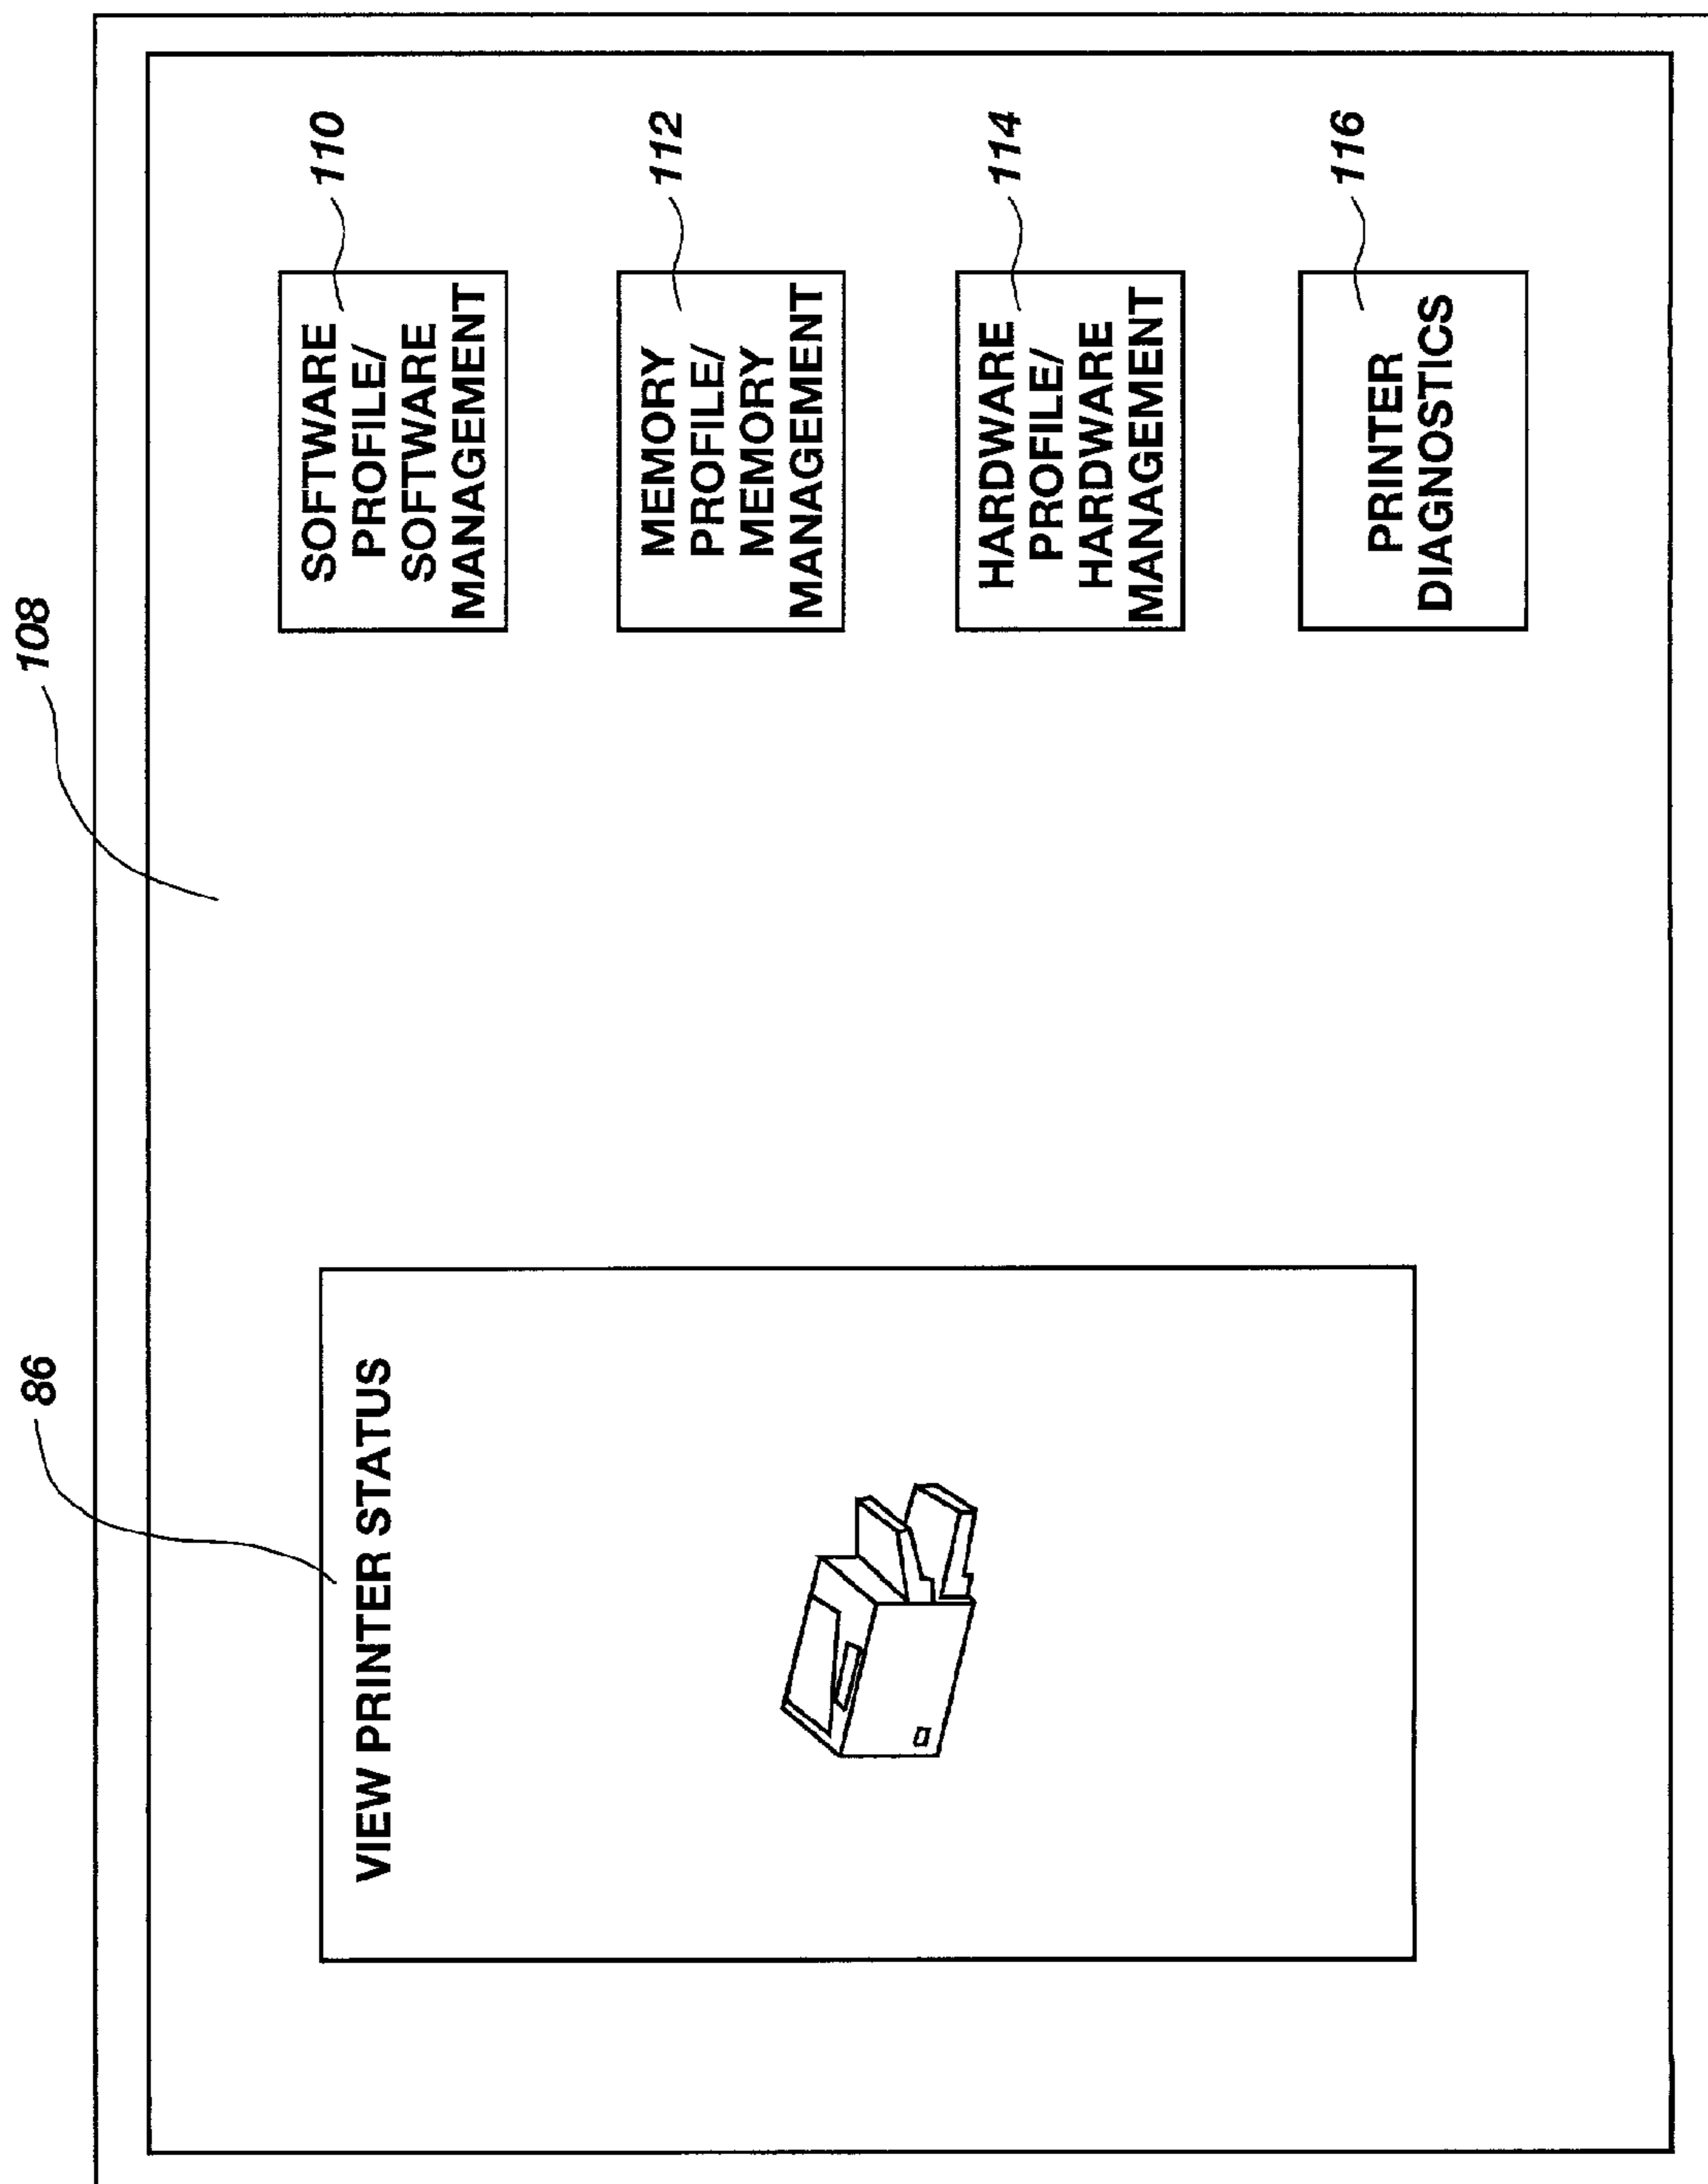 108
86
VIEW PRINTER STATUS
SOFTWARE
PROFILE/
SOFTWARE
MANAGEMENT
110
MEMORY
PROFILE/
MEMORY
MANAGEMENT
112
HARDWARE
PROFILE/
HARDWARE
MANAGEMENT
114
PRINTER
DIAGNOSTICS
116